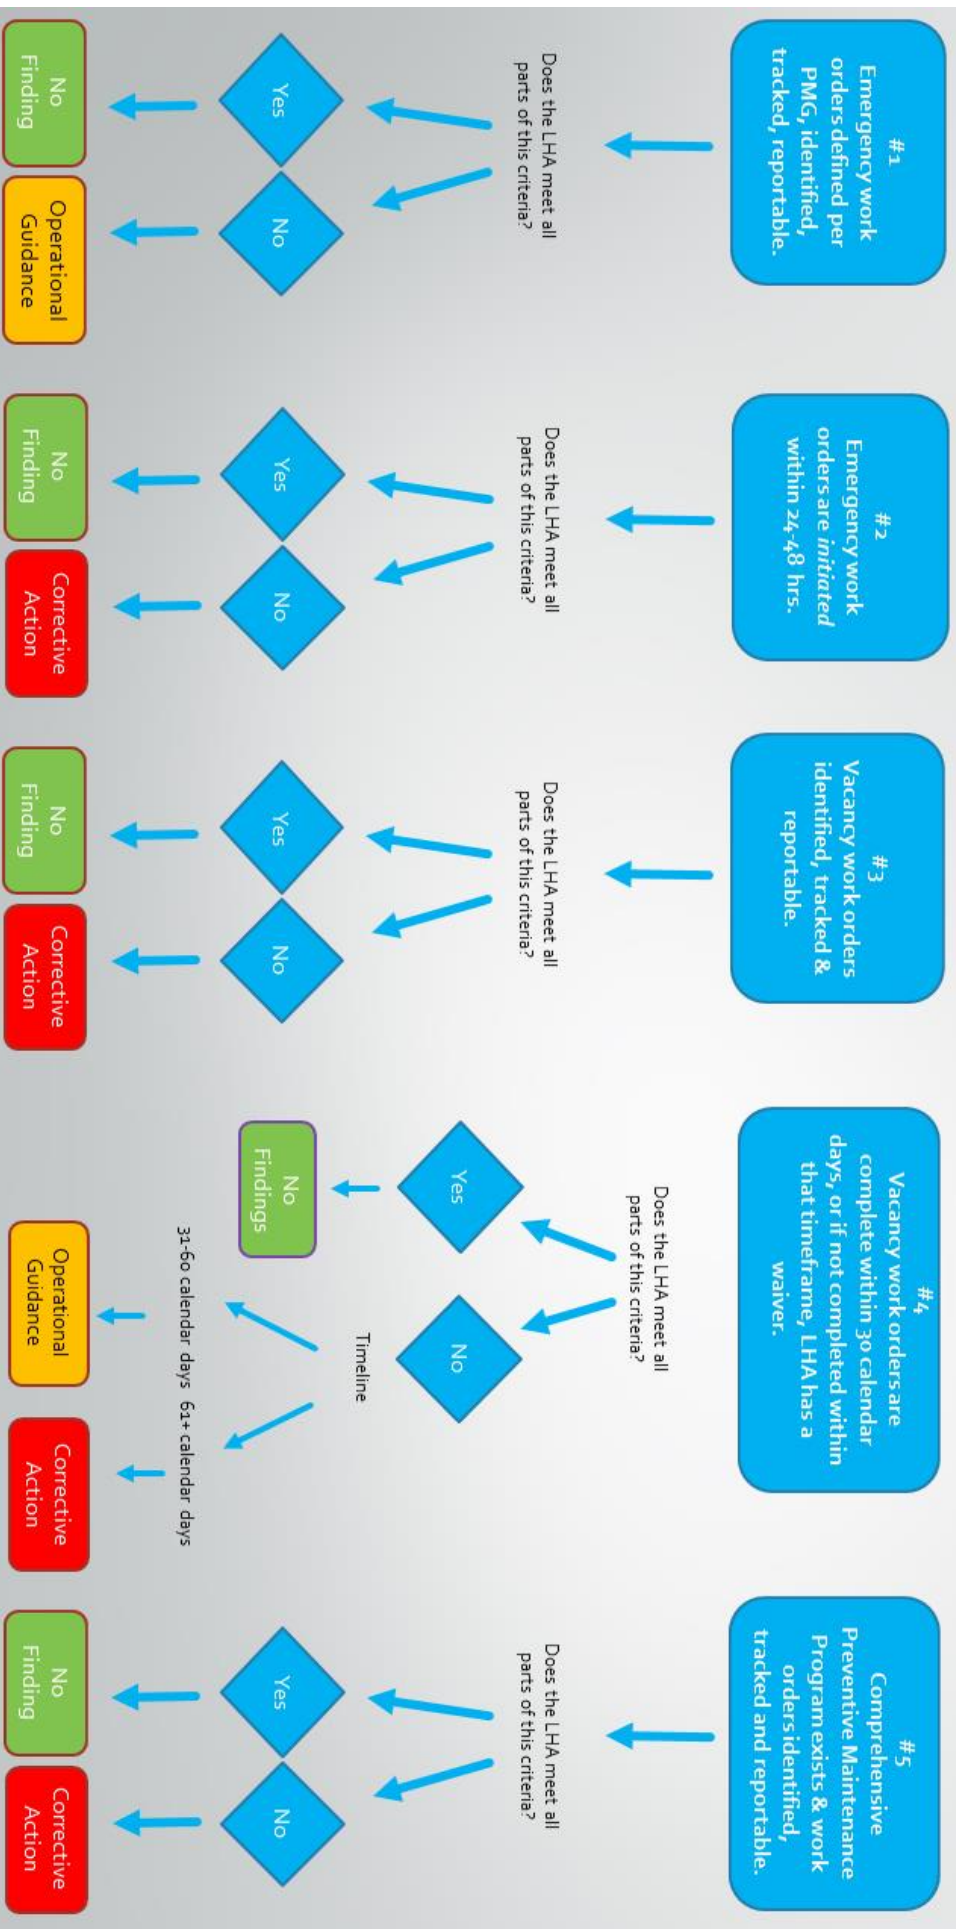 #1
Emergency work
orders defined per
PMG, identified,
tracked, reportable.
Does the LHA meet all
parts of this criteria?
Yes
No
No
Finding
Operational
Guidance
#2
Emergency work
orders are initiated
within 24-48 hrs.
Does the LHA meet all
parts of this criteria?
Yes
No
No
Finding
Corrective
Action
#3
Vacancy work orders
identified, tracked &
reportable.
Does the LHA meet all
parts of this criteria?
Yes
No
No
Finding
Corrective
Action
#4
Vacancy work orders are
complete within 30 calendar
days, or if not completed within
that timeframe, LHA has a
waiver.
Does the LHA meet all
parts of this criteria?
Yes
No
No
Findings
Timeline
31-60 calendar days
61+ calendar days
Operational
Guidance
Corrective
Action
#5
Comprehensive
Preventive Maintenance
Program exists & work
orders identified,
tracked and reportable.
Does the LHA meet all
parts of this criteria?
Yes
No
No
Finding
Corrective
Action